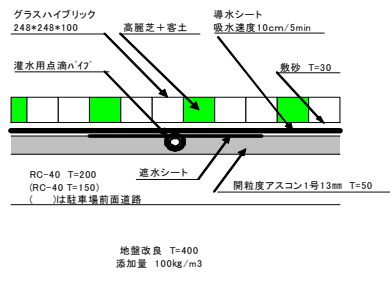 グラスハイブリック
248*248*100
高麗芝＋客土
導水シート
吸水速度10cm/5min
灌水用点滴ﾊﾟｲﾌﾟ
敷砂 T=30
RC-40 T=200
(RC-40 T=150)
( )は駐車場前面道路
遮水シート
開粒度アスコン1号13mm T=50
地盤改良 T=400
添加量 100kg/m3